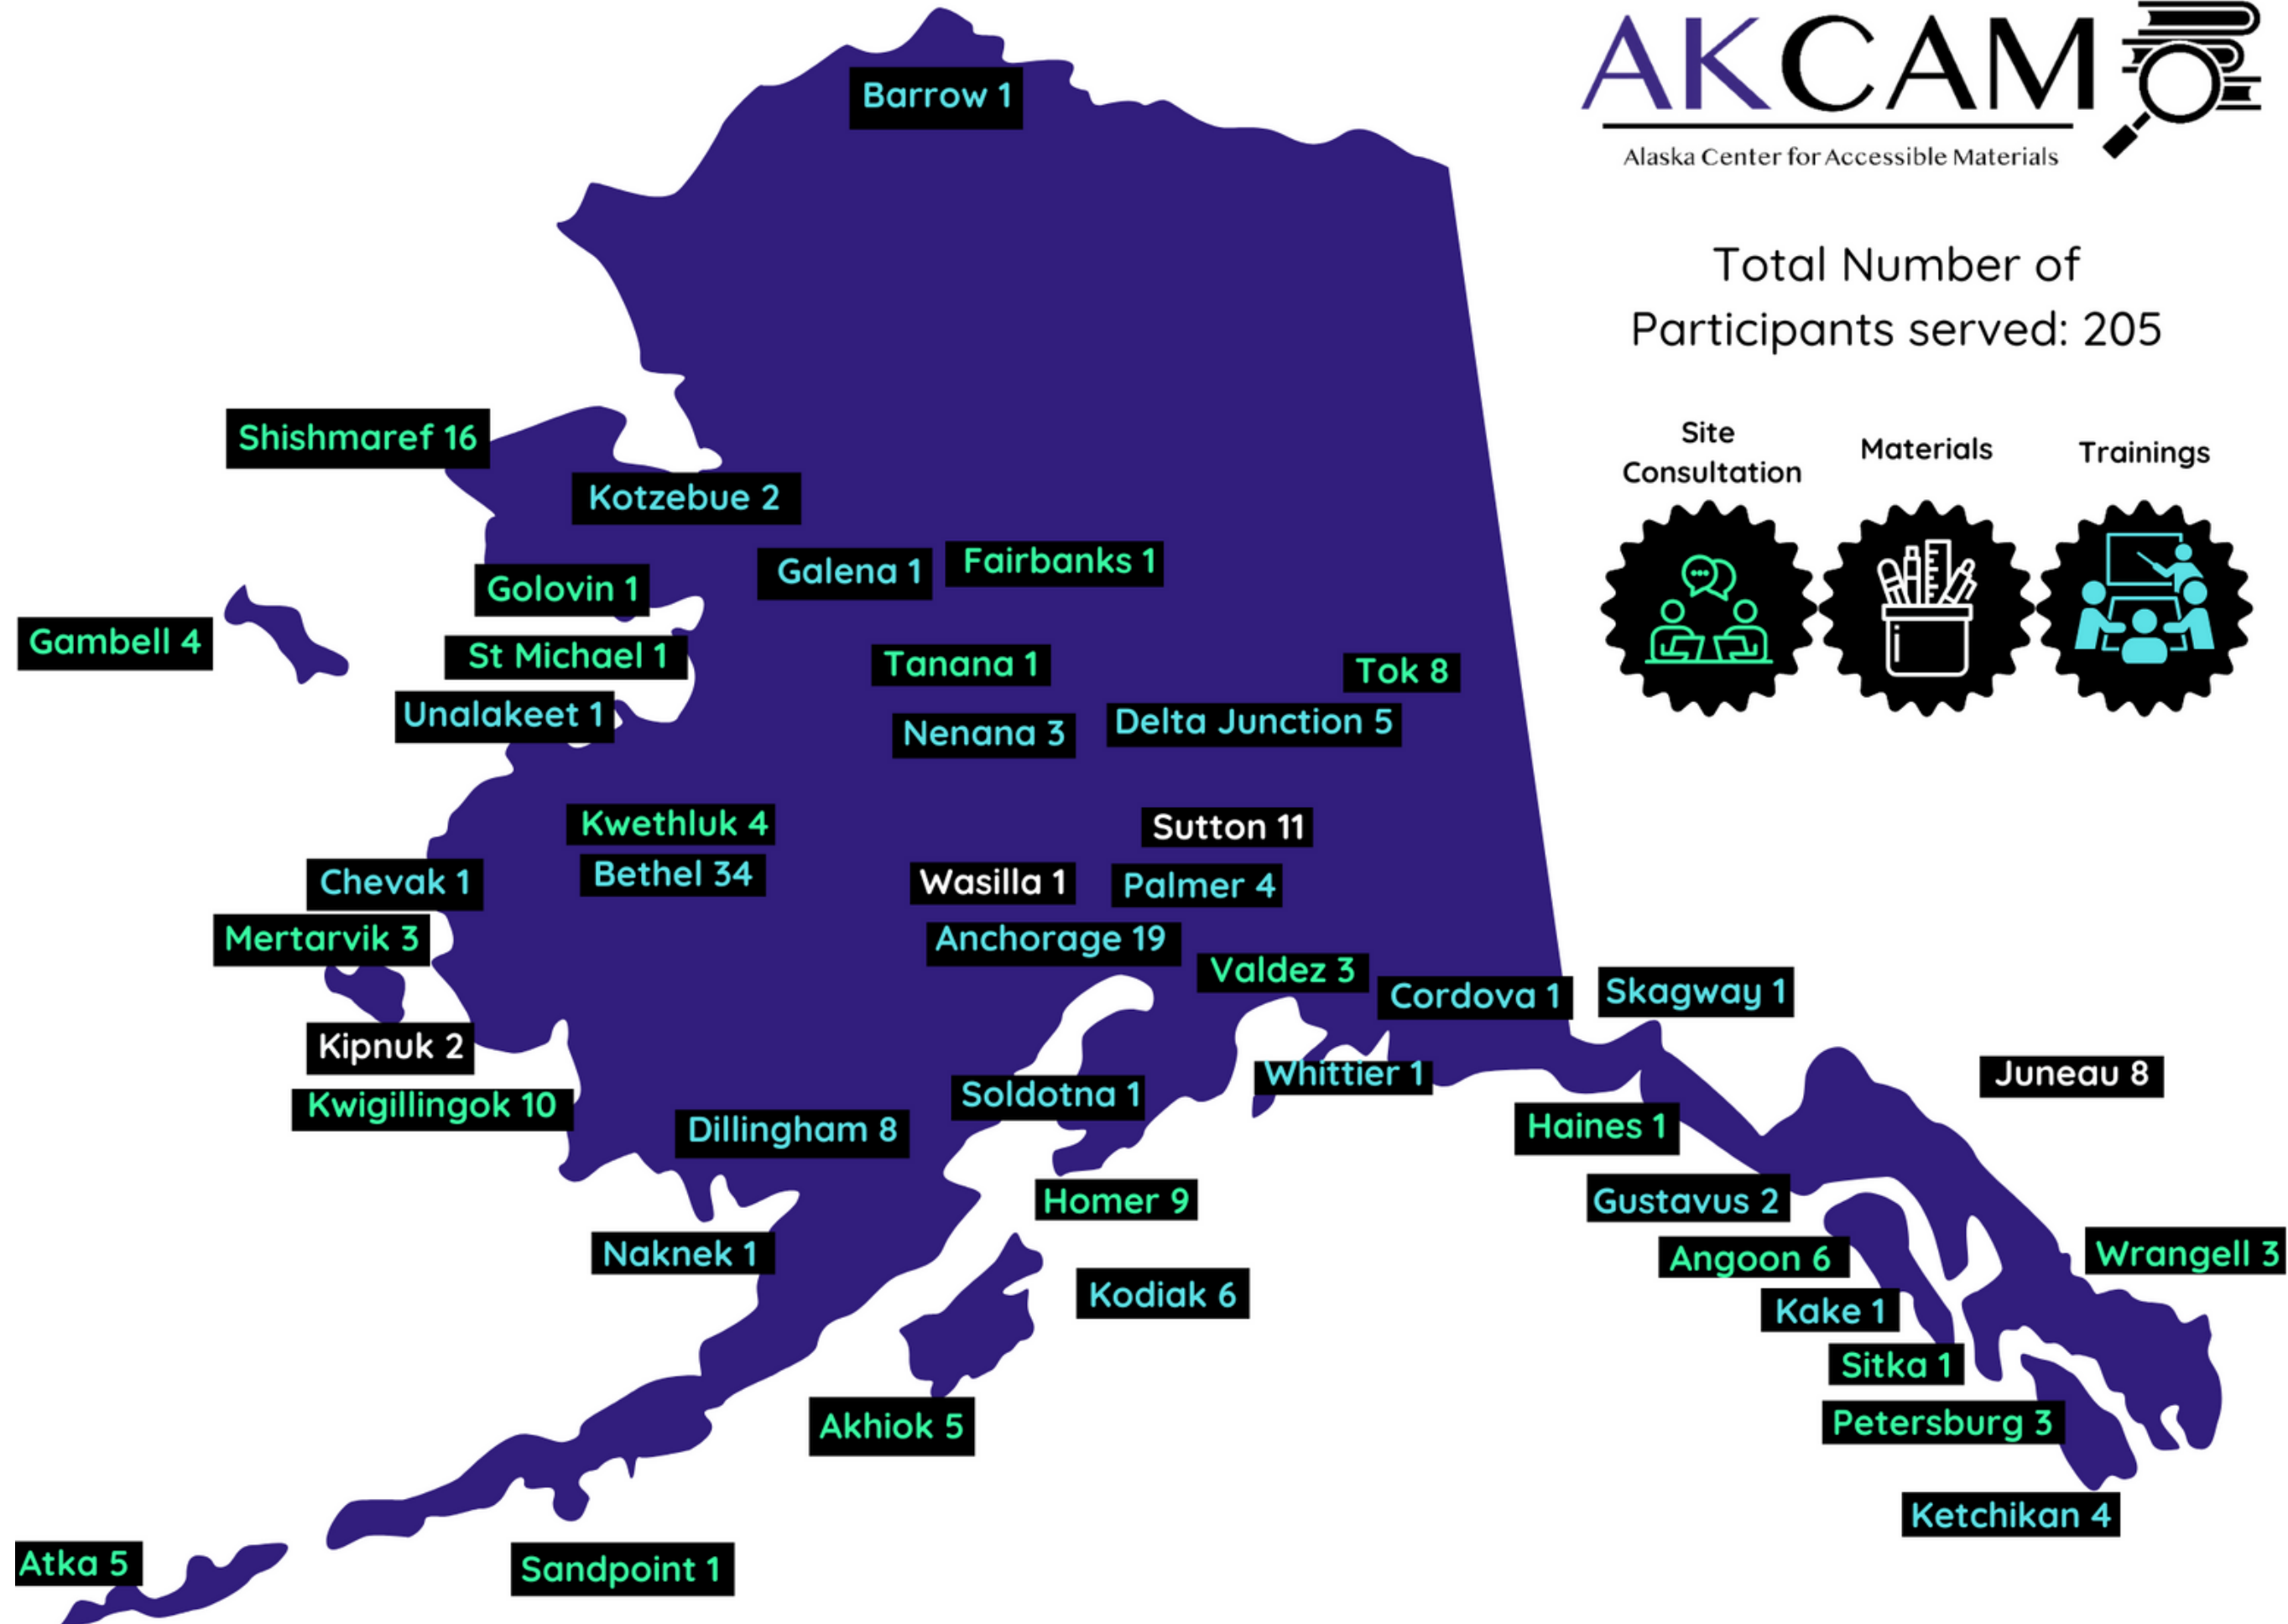 AKCAM
Alaska Center for Accessible Materials
Total Number of
Participants served: 205
Site
Consultation
Materials
Trainings
Barrow 1
Shishmaref 16
Kotzebue 2
Galena 1
Fairbanks 1
Golovin 1
Gambell 4
St Michael 1
Tanana 1
Tok 8
Unalakeet 1
Nenana 3
Delta Junction 5
Kwethluk 4
Sutton 11
Bethel 34
Chevak 1
Wasilla 1
Palmer 4
Mertarvik 3
Anchorage 19
Valdez 3
Cordova 1
Skagway 1
Kipnuk 2
Whittier 1
Juneau 8
Kwigillingok 10
Soldotna 1
Dillingham 8
Haines 1
Homer 9
Gustavus 2
Naknek 1
Angoon 6
Wrangell 3
Kodiak 6
Kake 1
Sitka 1
Akhiok 5
Petersburg 3
Ketchikan 4
Atka 5
Sandpoint 1